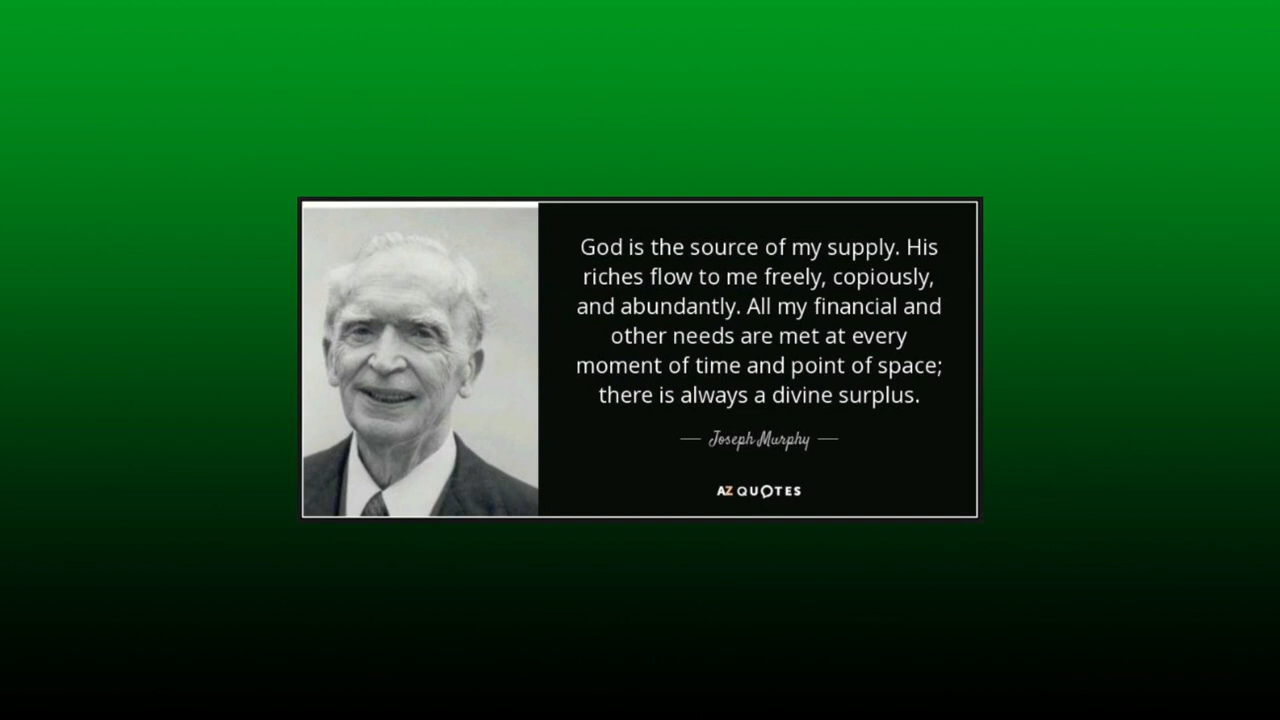 God is the source of my supply. His
riches flow to me freely, copiously,
and abundantly. All my financial and
other needs are met at every
moment of time and point of space;
there is always a divine surplus.
Joseph Murphy
AZ QUOTES